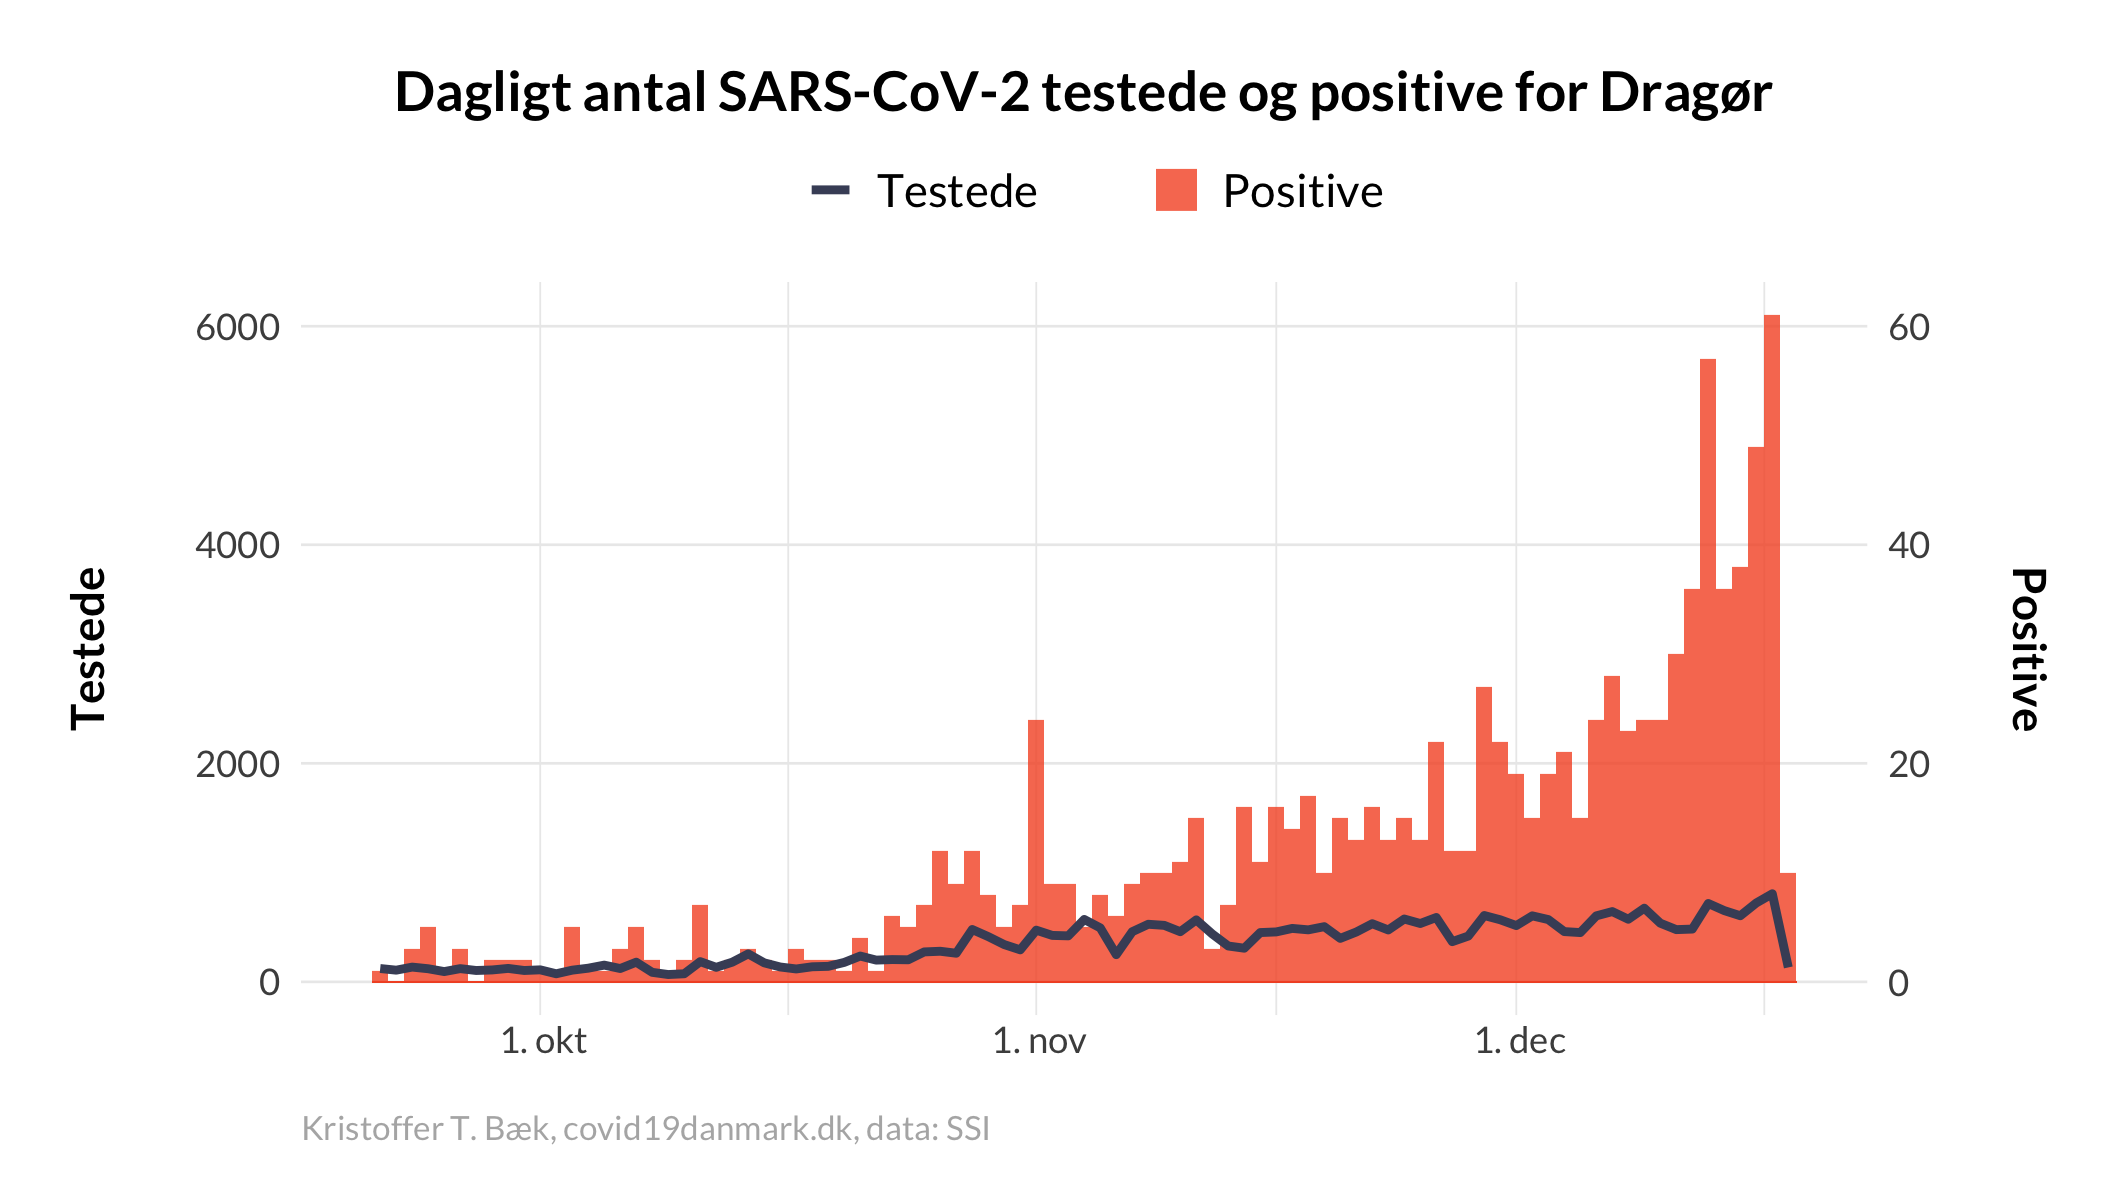 Dagligt antal SARS-CoV-2 testede og positive for Dragør
Testede
Positive
6000
4000
2000
0
60
40
20
0
Testede
Positive
1. okt
1. nov
1. dec
Kristoffer T. Bæk, covid19danmark.dk, data: SSI